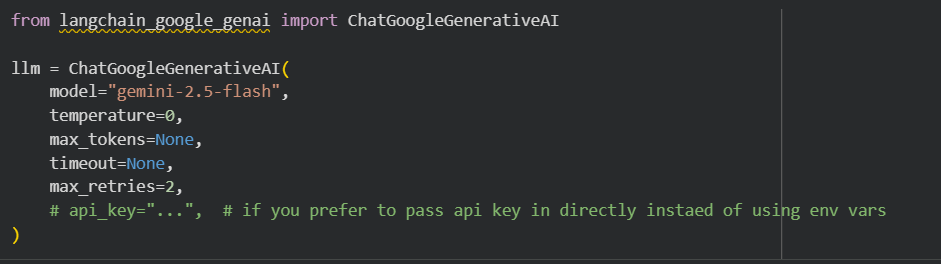 from langchain_google_genai import ChatGoogleGenerativeAI
llm = ChatGoogleGenerativeAI(
model="gemini-2.5-flash",
temperature=0,
max_tokens=None,
timeout=None,
max_retries=2,
# api_key="...",  # if you prefer to pass api key in directly instaed of using env vars
)